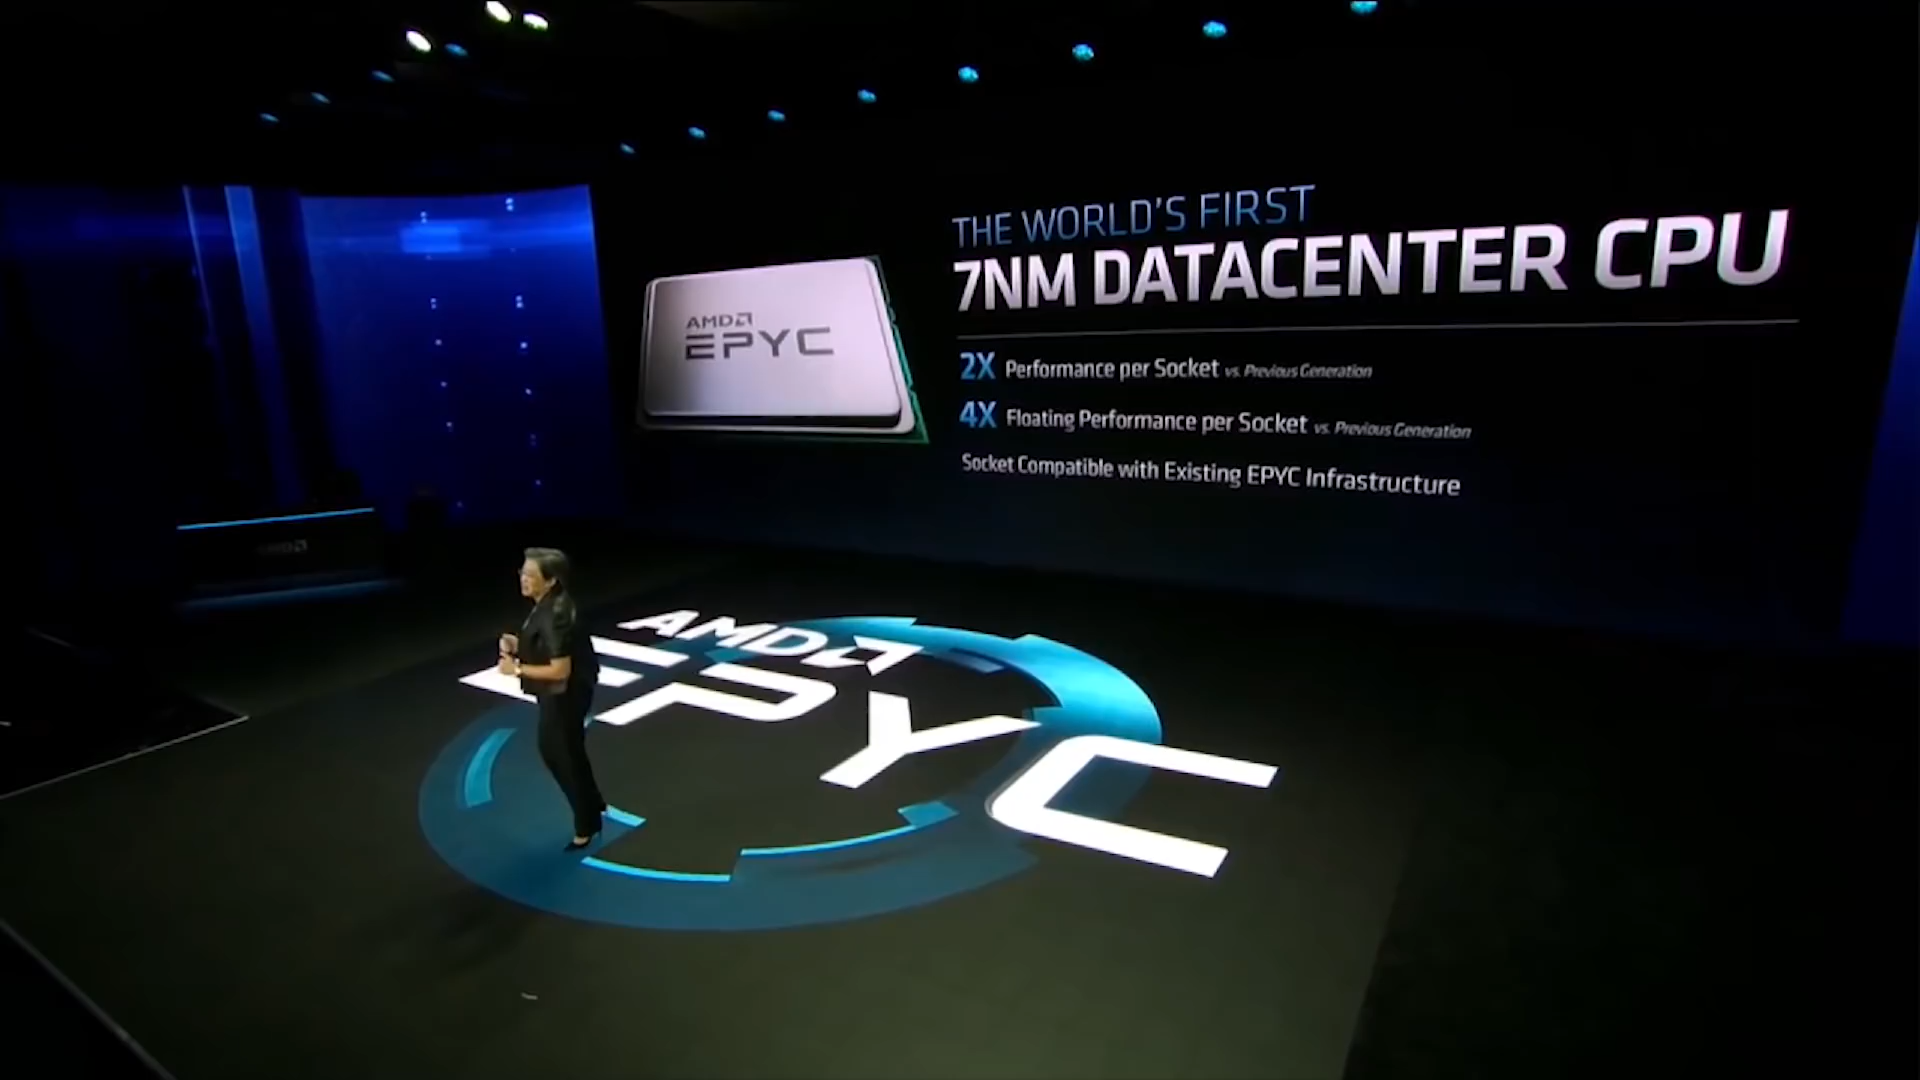 THE WORLD'S FIRST
7NM DATACENTER CPU
AMD
EPYC
2X Performance per Socket vs. Previous Generation
4X Floating Performance per Socket vs. Previous Generation
Socket Compatible with Existing EPYC Infrastructure
AMD
AMD
EPYC